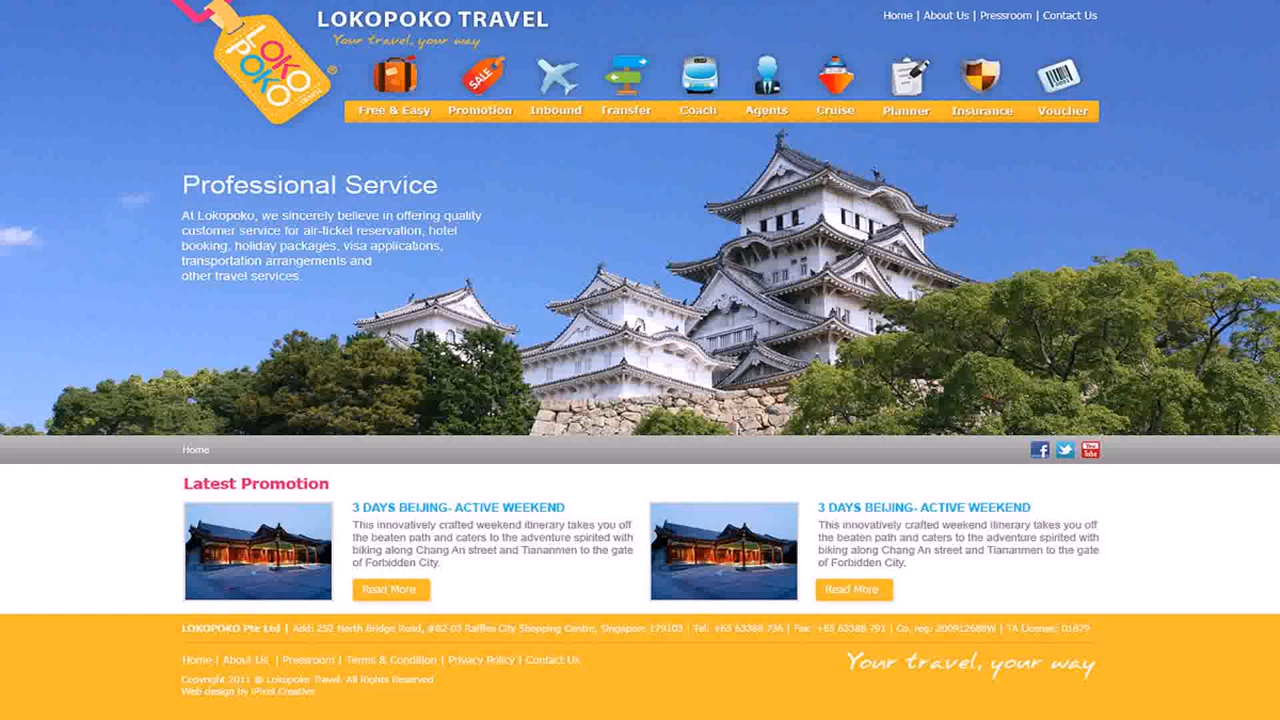 LOKOPOKO TRAVEL
Your travel, your way
Home | About Us | Pressroom | Contact Us
LOKO
POKO
TRAVEL
SALE
Free & Easy Promotion Inbound Transfer Coach Agents Cruise Planner Insurance Voucher
Professional Service
At Lokopoko, we sincerely believe in offering quality
customer service for air-ticket reservation, hotel
booking, holiday packages, visa applications,
transportation arrangements and
other travel services.
Home
You
Tube
Latest Promotion
3 DAYS BEIJING- ACTIVE WEEKEND
This innovatively crafted weekend itinerary takes you off
the beaten path and caters to the adventure spirited with
biking along Chang An street and Tiananmen to the gate
of Forbidden City.
Read More
3 DAYS BEIJING- ACTIVE WEEKEND
This innovatively crafted weekend itinerary takes you off
the beaten path and caters to the adventure spirited with
biking along Chang An street and Tiananmen to the gate
of Forbidden City.
Read More
LOKOPOKO Pte Ltd | Add: 252 North Bridge Road, #B2-03 Raffles City Shopping Centre, Singapore 179103 | Tel: +65 63388 736 | Fax: +65 63388 791 | Co. reg: 200912688W | TA License: 01679
Home | About Us | Pressroom | Terms & Condition | Privacy Policy | Contact Us
Your travel, your way
Copyright 2011 @ Lokopoko Travel. All Rights Reserved
Web design by iPixel Creative